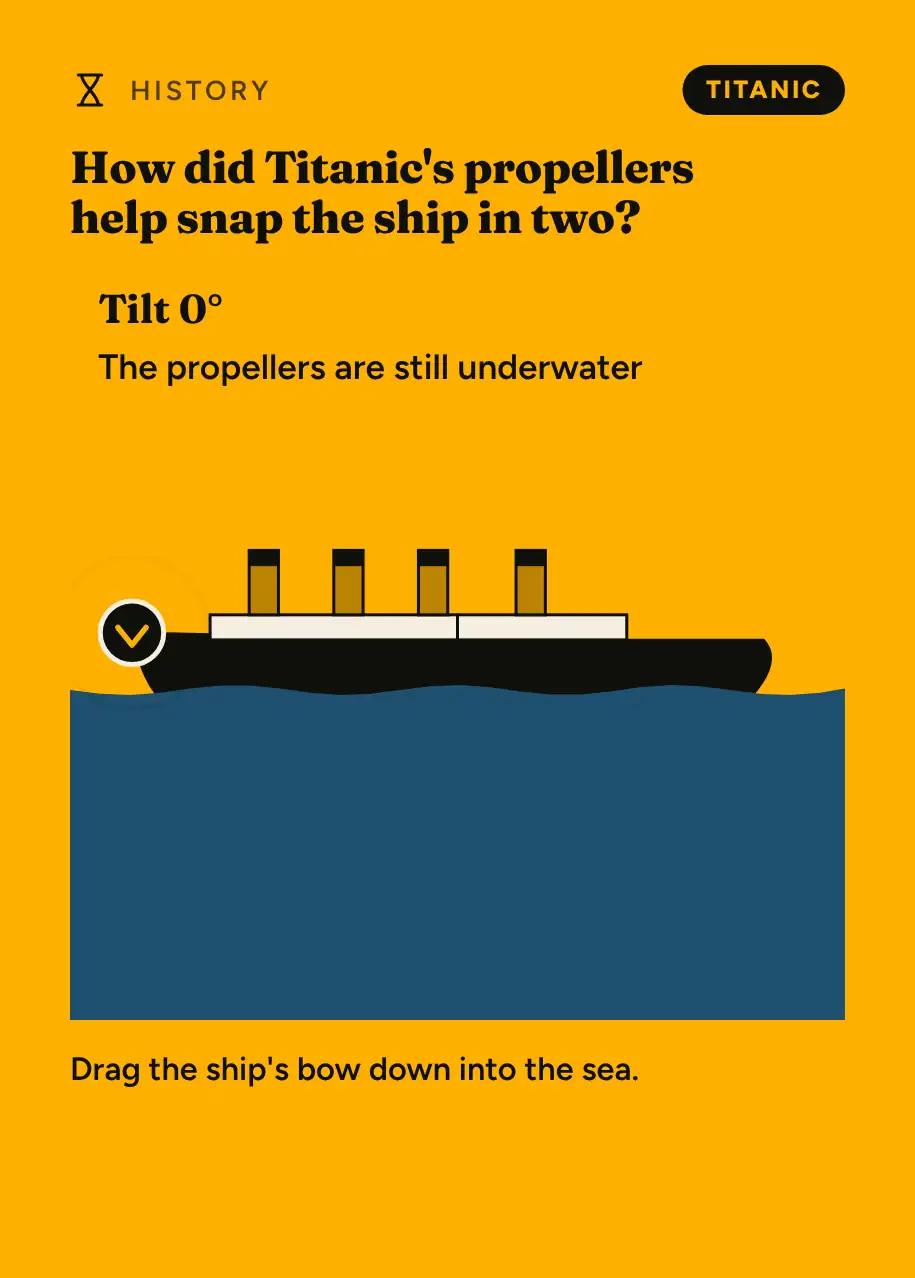 HISTORY
TITANIC
How did Titanic's propellers
help snap the ship in two?
Tilt 0°
The propellers are still underwater
Drag the ship's bow down into the sea.